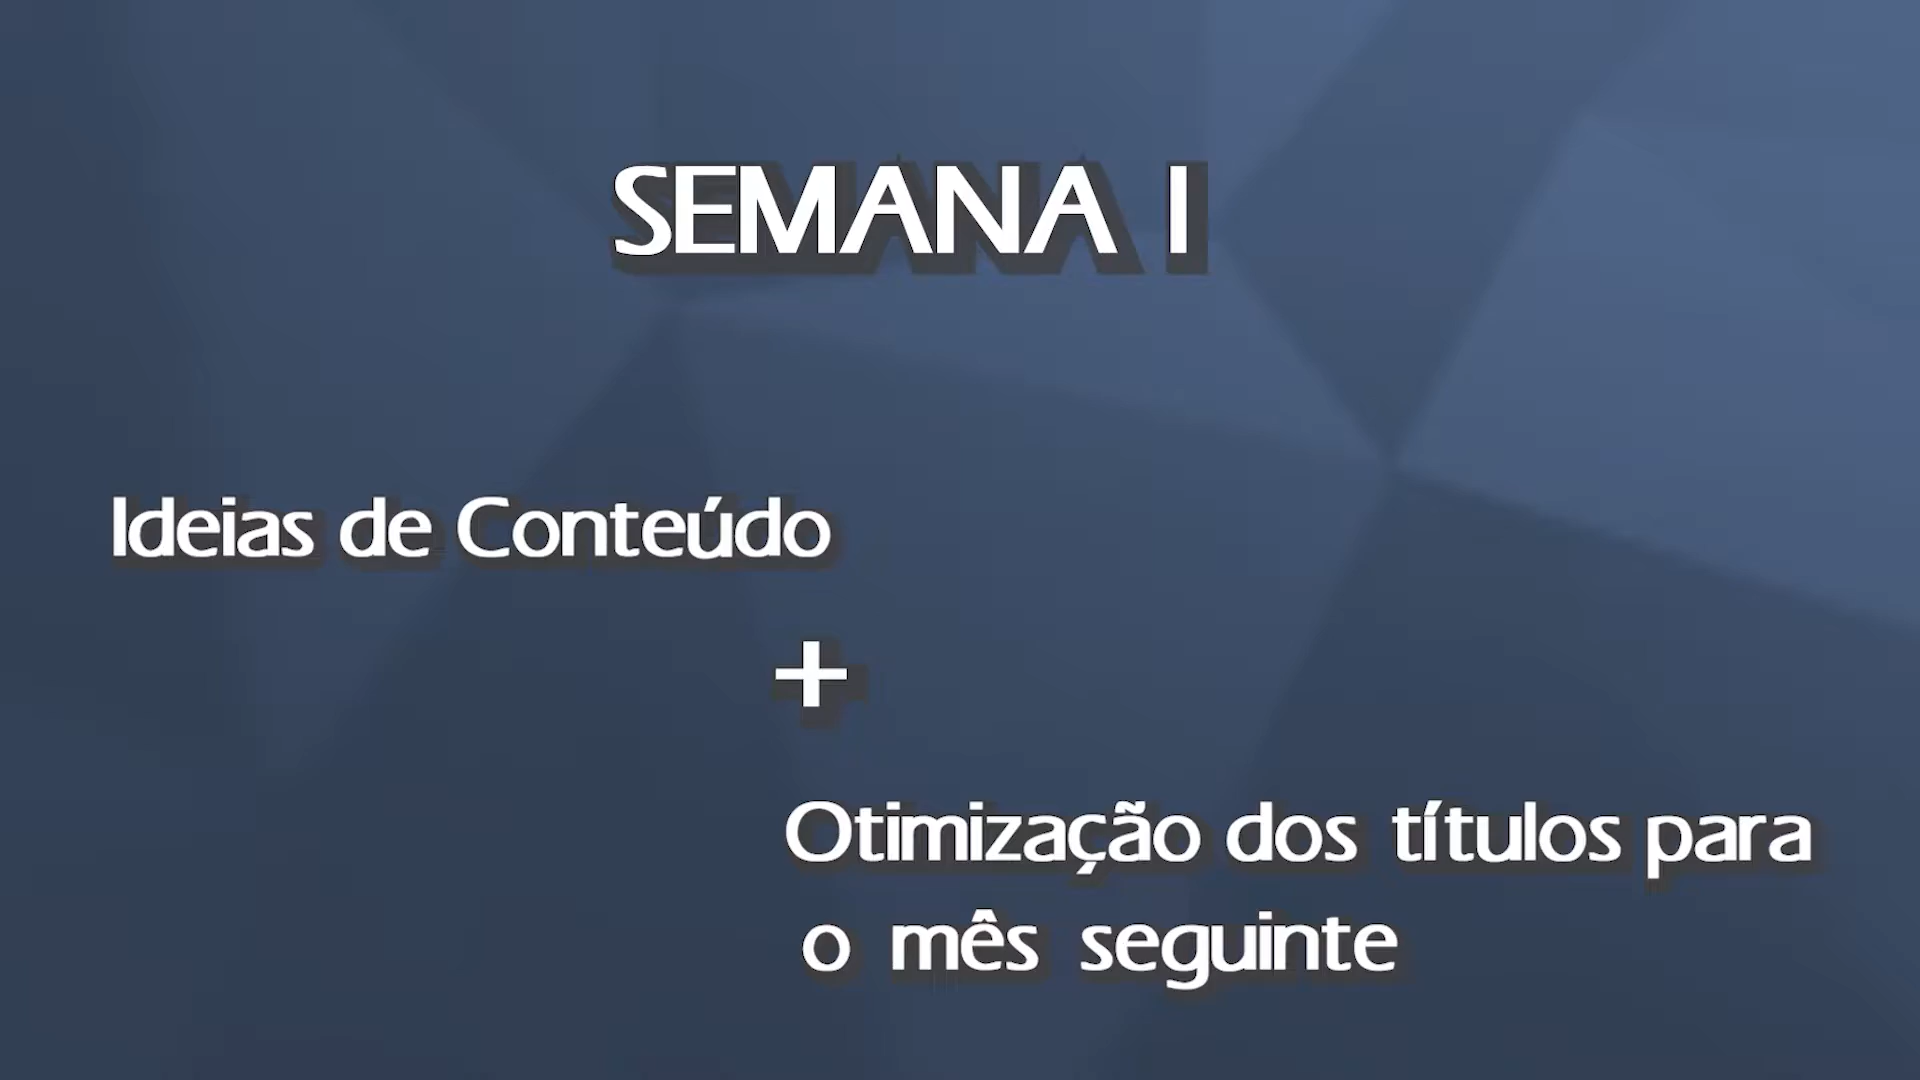 SEMANA I
Ideias de Conteúdo
+
Otimização dos títulos para
o mês seguinte